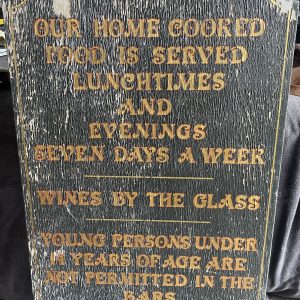 OUR HOME COOKED
FOOD IS SERVED
LUNCHTIMES
AND
EVENINGS
SEVEN DAYS A WEEK
WINES BY THE GLASS
YOUNG PERSONS UNDER
YEARS OF AGE ARE
NOT PERMITTED IN THE
BARS